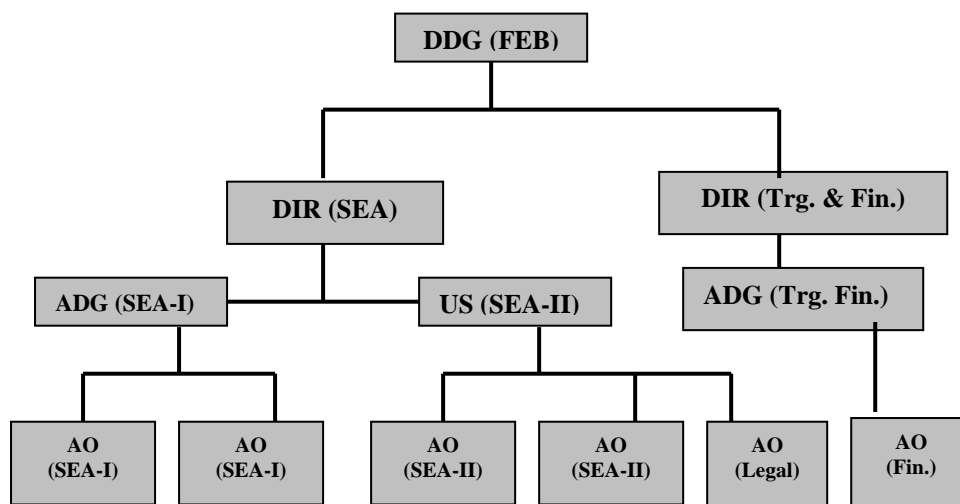 DDG (FEB)
DIR (SEA)
DIR (Trg. & Fin.)
ADG (SEA-I)
US (SEA-II)
ADG (Trg. Fin.)
AO
(SEA-I)
AO
(SEA-I)
AO
(SEA-II)
AO
(SEA-II)
AO
(Legal)
AO
(Fin.)